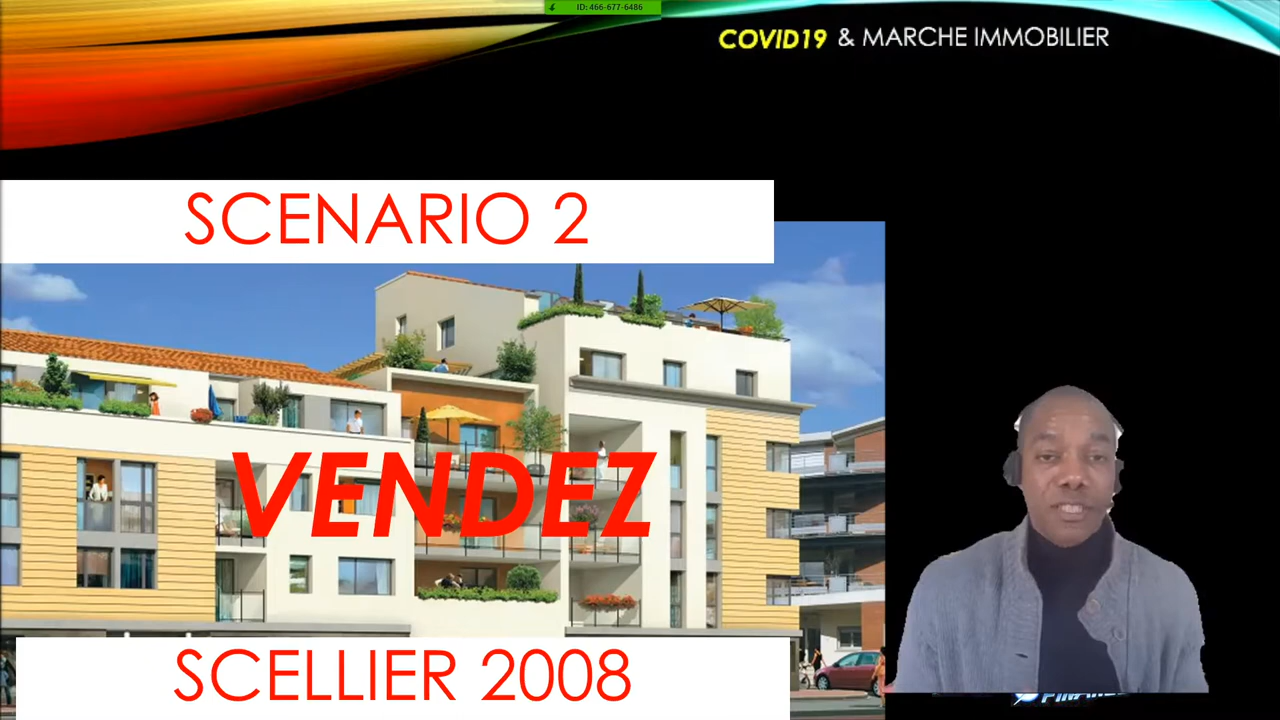 ID: 466-677-6486
COVID19 & MARCHE IMMOBILIER
SCENARIO 2
VENDEZ
SCELLIER 2008